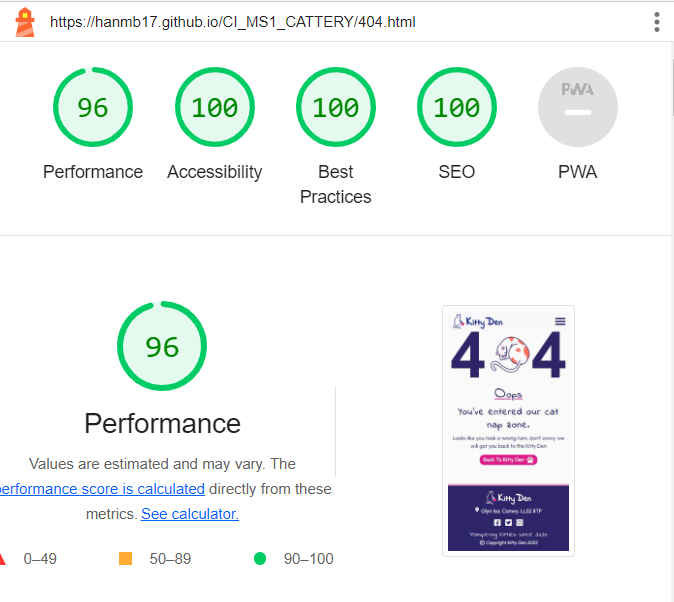 https://hanmb17.github.io/CI_MS1_CATTERY/404.html
96
100
100
100
PWA
Performance
Accessibility
Best
Practices
SEO
PWA
96
Performance
Values are estimated and may vary. The
performance score is calculated directly from these
metrics. See calculator.
0–49
50–89
90–100
Kitty Den
4 4
Oops
You've entered our cat
nap zone.
Looks like you took a wrong turn, don't worry we
will get you back to the Kitty Den
Back To Kitty Den
Kitty Den
Conwy, LL32 8TP
Pampering kitties since 2020
© Copyright Kitty Den 2022